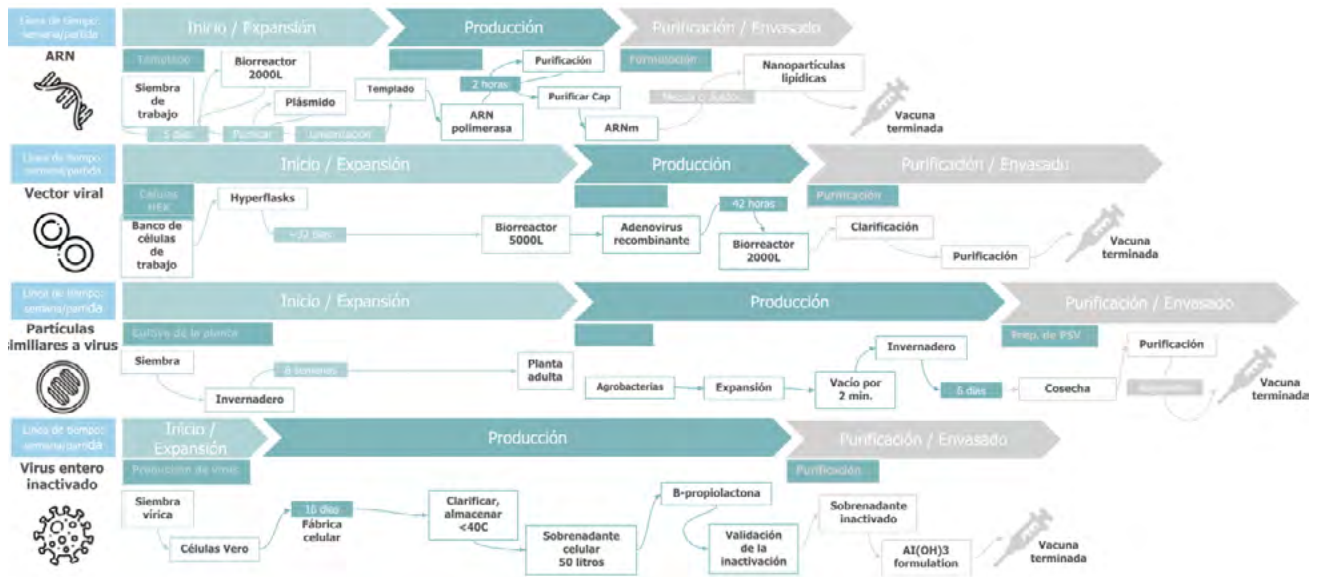 Línea de tiempo:
semana/partida
Inicio / Expansión
Producción
Purificación / Envasado
ARN
Templado
Siembra
de
trabajo
Biorreactor
2000L
5 días
Plásmido
Purificar
Templado
2 horas
ARN
polimerasa
Purificación
Purificar Cap
ARNm
Formulación
Nanopartículas
lipídicas
Vacuna
terminada
Línea de tiempo:
semana/partida
Inicio / Expansión
Producción
Purificación / Envasado
Vector viral
Células
HEK
Banco de
células
de
trabajo
Hyperflasks
~32 días
Biorreactor
5000L
Adenovirus
recombinante
42 horas
Biorreactor
2000L
Purificación
Clarificación
Purificación
Vacuna
terminada
Línea de tiempo:
semana/partida
Inicio / Expansión
Producción
Purificación / Envasado
Partículas
similiares a virus
Cultivo de la planta
Siembra
Invernadero
Planta
adulta
Agrobacterias
Expansión
Vacío por
2 min.
Invernadero
6 días
Prep. de PSV
Cosecha
Purificación
Vacuna
terminada
Línea de tiempo:
semana/partida
Inicio /
Expansión
Producción
Purificación / Envasado
Virus entero
inactivado
Producción de virus
Siembra
vírica
Células Vero
16 días
Fábrica
celular
Clarificar,
almacenar
<40C
Sobrenadante
celular
50 litros
B-propiolactona
Validación
de la
inactivación
Purificación
Sobrenadante
inactivado
AI(OH)3
formulation
Vacuna
terminada